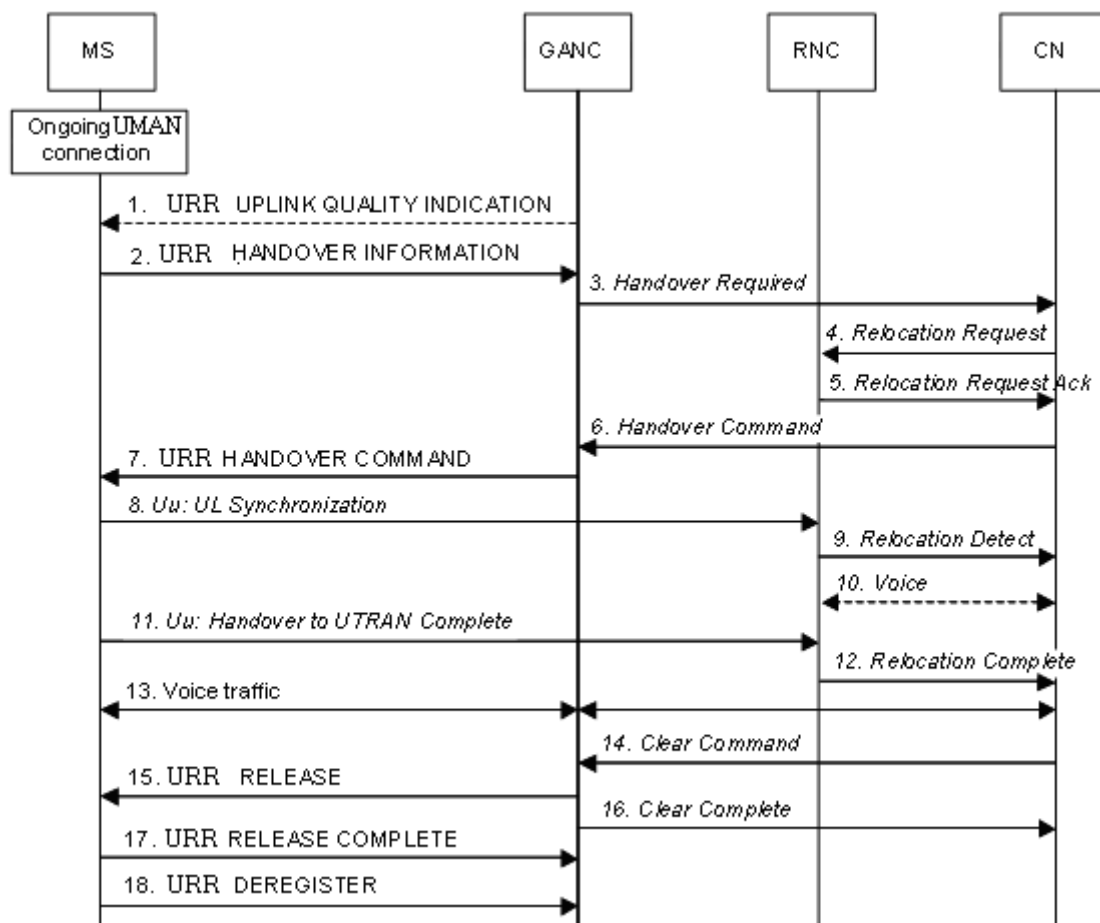 MS GANC RNC CN
Ongoing UMAN
connection
1. URR UPLINK QUALITY INDICATION
2. URR HANDOVER INFORMATION
3. Handover Required
4. Relocation Request
5. Relocation Request Ack
6. Handover Command
7. URR HANDOVER COMMAND
8. Uu: UL Synchronization
9. Relocation Detect
10. Voice
11. Uu: Handover to UTRAN Complete
12. Relocation Complete
13. Voice traffic
14. Clear Command
15. URR RELEASE
16. Clear Complete
17. URR RELEASE COMPLETE
18. URR DEREGISTER